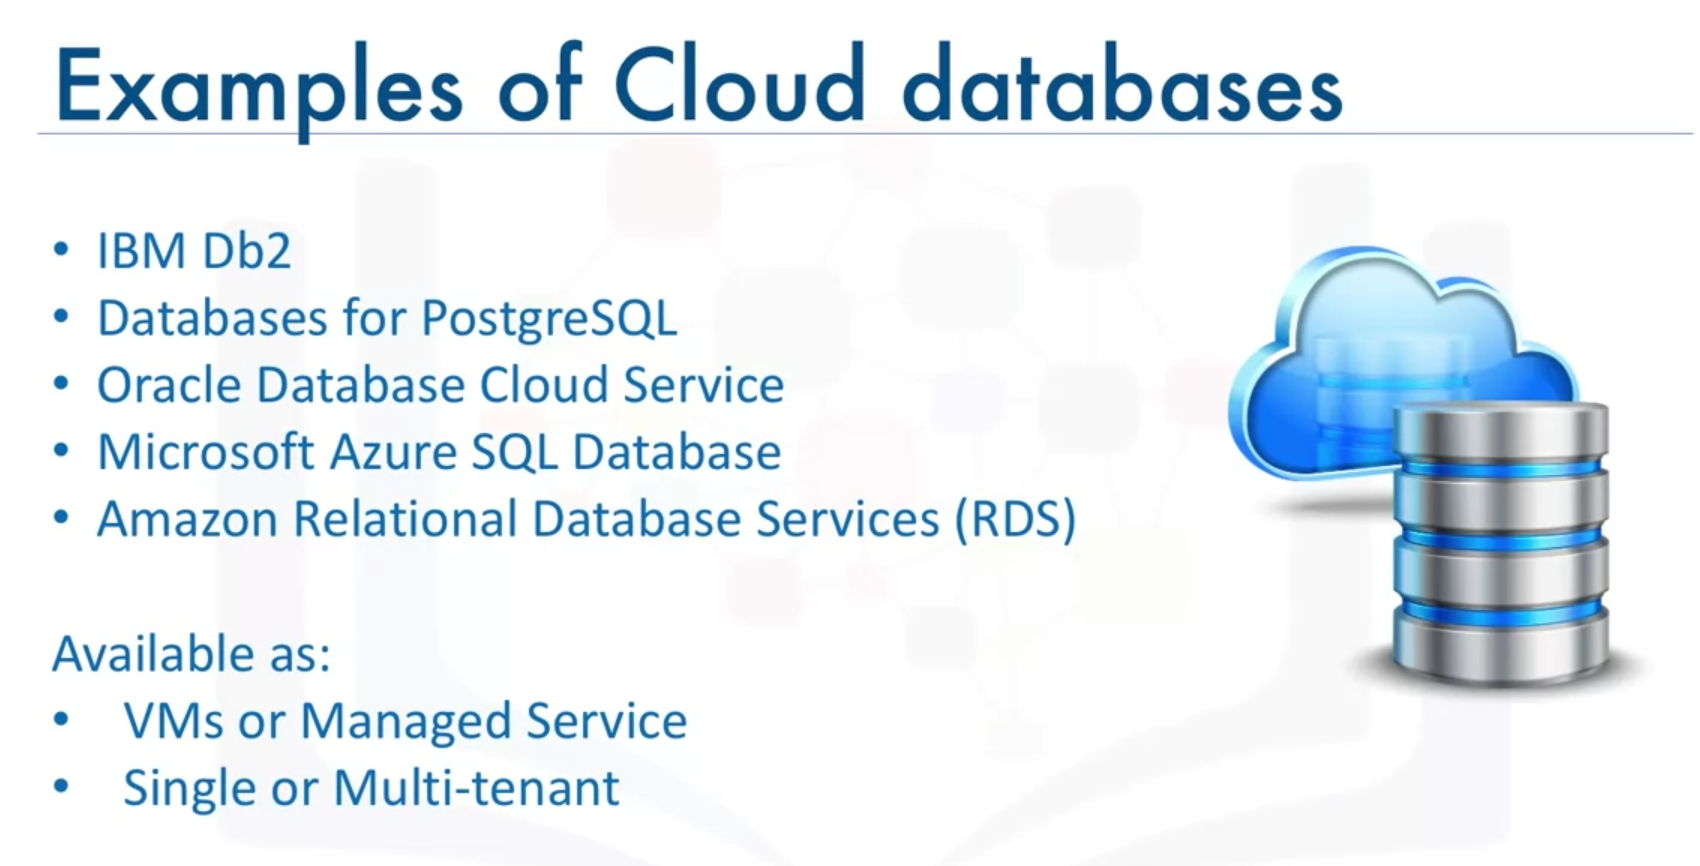 Examples of Cloud databases
• IBM Db2
• Databases for PostgreSQL
• Oracle Database Cloud Service
• Microsoft Azure SQL Database
• Amazon Relational Database Services (RDS)
Available as:
• VMs or Managed Service
• Single or Multi-tenant